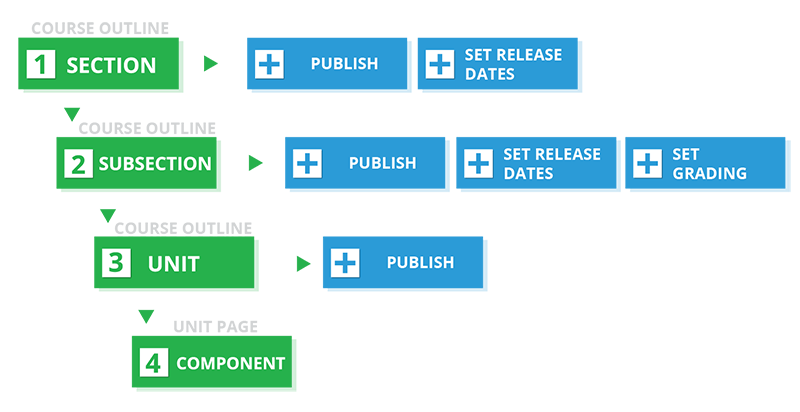 COURSE OUTLINE
1 SECTION
PUBLISH
SET RELEASE
DATES
COURSE OUTLINE
2 SUBSECTION
PUBLISH
SET RELEASE
DATES
SET
GRADING
COURSE OUTLINE
3 UNIT
PUBLISH
UNIT PAGE
4 COMPONENT